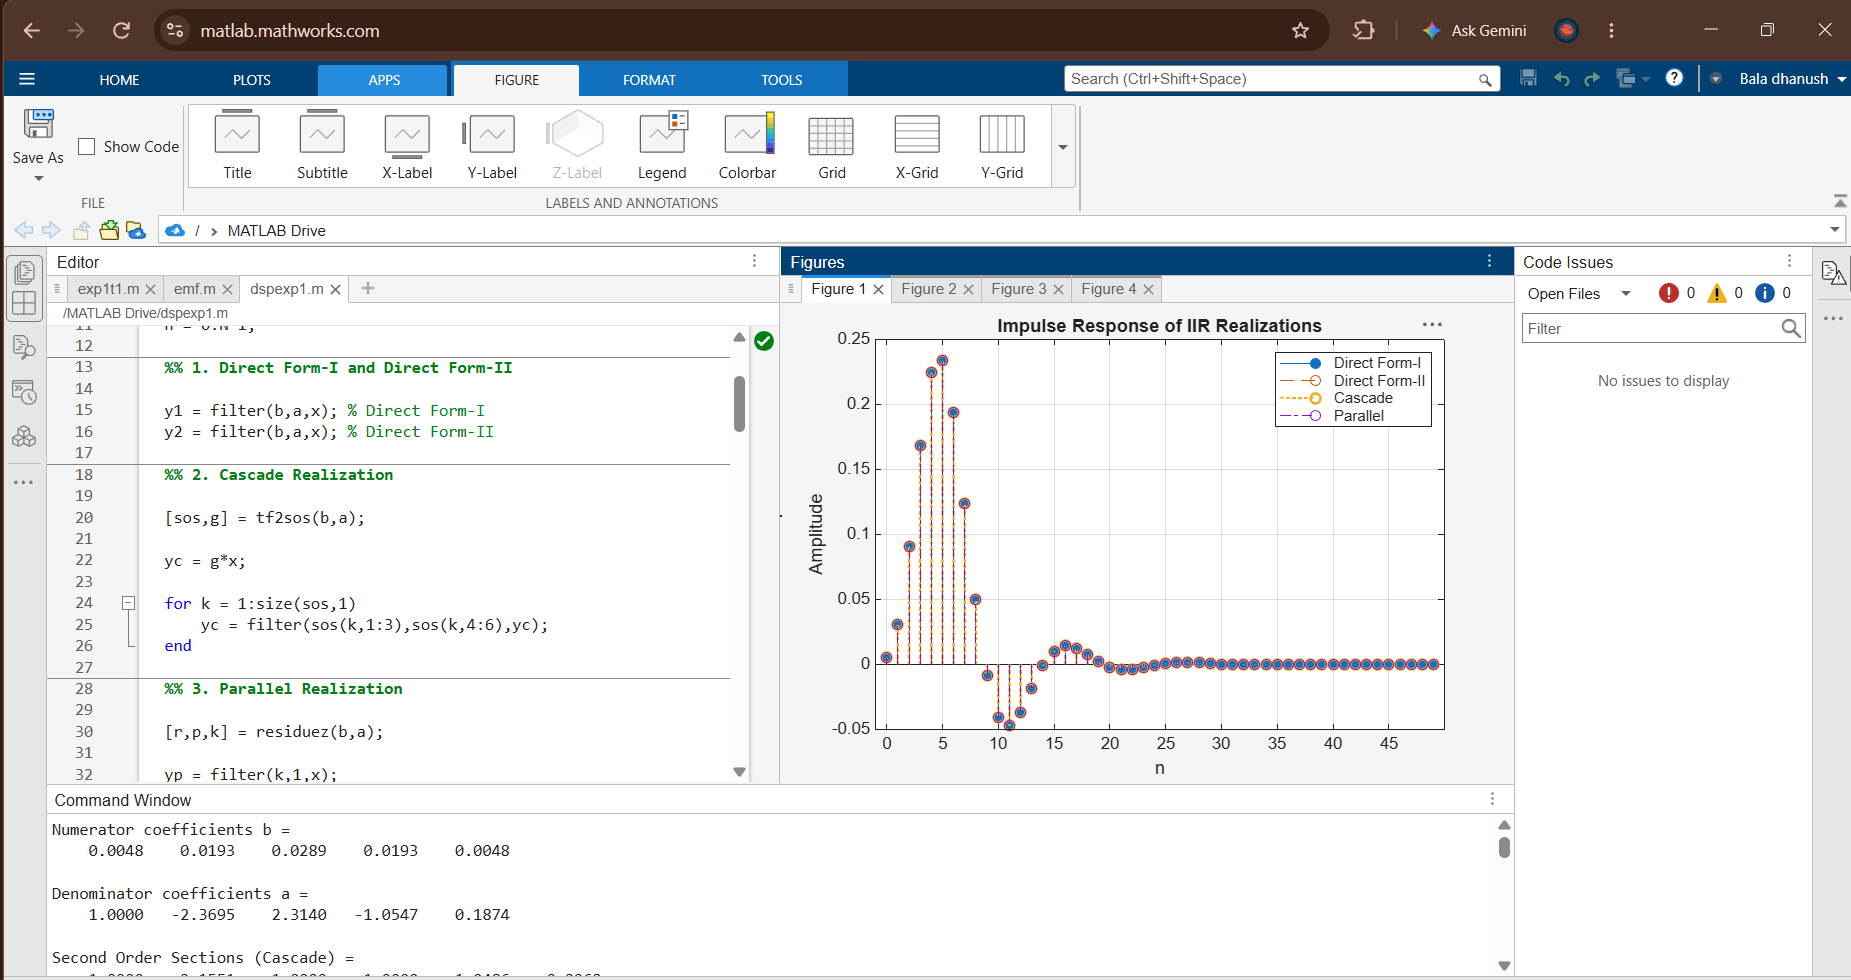 matlab.mathworks.com
Ask Gemini
HOME
PLOTS
APPS
FIGURE
FORMAT
TOOLS
Search (Ctrl+Shift+Space)
Bala dhanush
Save As
Show Code
Title
Subtitle
X-Label
Y-Label
Z-Label
Legend
Colorbar
Grid
X-Grid
Y-Grid
FILE
LABELS AND ANNOTATIONS
/ > MATLAB Drive
Editor
exp1t1.m
emf.m
dspexp1.m
/MATLAB Drive/dspexp1.m
12
13 %% 1. Direct Form-I and Direct Form-II
14
15 y1 = filter(b,a,x); % Direct Form-I
16 y2 = filter(b,a,x); % Direct Form-II
17
18 %% 2. Cascade Realization
19
20 [sos,g] = tf2sos(b,a);
21
22 yc = g*x;
23
24 for k = 1:size(sos,1)
25 yc = filter(sos(k,1:3),sos(k,4:6),yc);
26 end
27
28 %% 3. Parallel Realization
29
30 [r,p,k] = residuez(b,a);
31
32 yp = filter(k,1,x);
Figures
Figure 1
Figure 2
Figure 3
Figure 4
Impulse Response of IIR Realizations
Direct Form-I
Direct Form-II
Cascade
Parallel
Amplitude
0.25
0.2
0.15
0.1
0.05
0
-0.05
0 5 10 15 20 25 30 35 40 45
n
Code Issues
Open Files
0 0 0
Filter
No issues to display
Command Window
Numerator coefficients b =
0.0048 0.0193 0.0289 0.0193 0.0048
Denominator coefficients a =
1.0000 -2.3695 2.3140 -1.0547 0.1874
Second Order Sections (Cascade) =